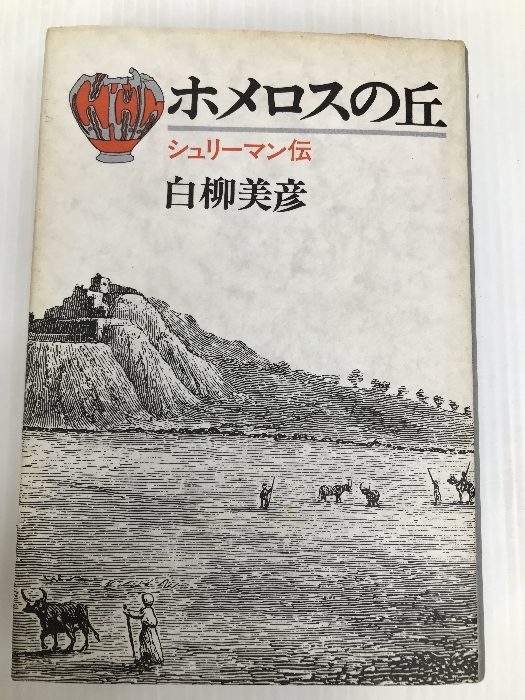 ホメロスの丘
シュリーマン伝
白柳美彦